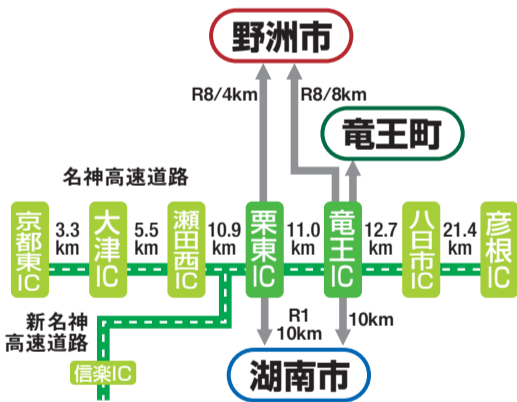 野洲市
R8/4km
R8/8km
竜王町
名神高速道路
京都東IC
3.3
km
大津IC
5.5
km
瀬田西IC
10.9
km
栗東IC
11.0
km
竜王IC
12.7
km
八日市IC
21.4
km
彦根IC
新名神
高速道路
信楽IC
R1
10km
10km
湖南市